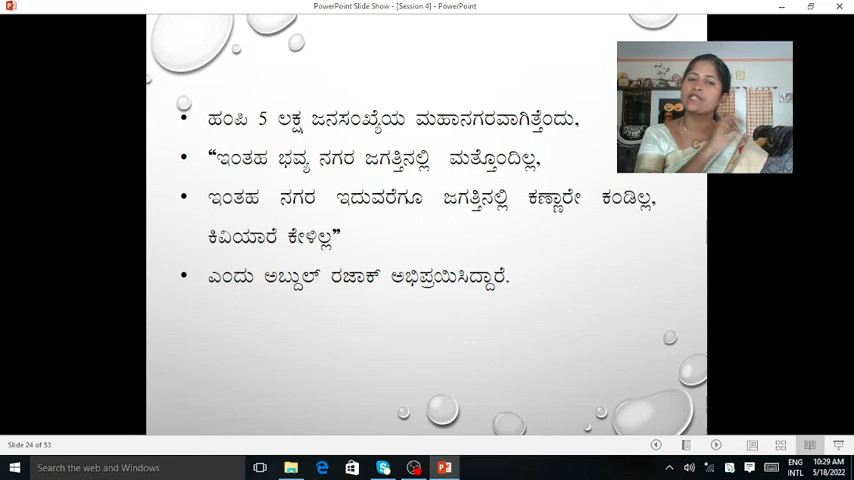 PowerPoint Slide Show - [Session 4] - PowerPoint
ಹಂಪಿ 5 ಲಕ್ಷ ಜನಸಂಖ್ಯೆಯ ಮಹಾನಗರವಾಗಿತ್ತೆಂದು,
“ಇಂತಹ ಭವ್ಯ ನಗರ ಜಗತ್ತಿನಲ್ಲಿ ಮತ್ತೊಂದಿಲ್ಲ,
ಇಂತಹ ನಗರ ಇದುವರೆಗೂ ಜಗತ್ತಿನಲ್ಲಿ ಕಣ್ಣಾರೇ ಕಂಡಿಲ್ಲ,
ಕಿವಿಯಾರೆ ಕೇಳಿಲ್ಲ”
ಎಂದು ಅಬ್ದುಲ್ ರಜಾಕ್ ಅಭಿಪ್ರಯಿಸಿದ್ದಾರೆ.
Slide 24 of 53
Search the web and Windows
ENG 10:29 AM
INTL 5/18/2022